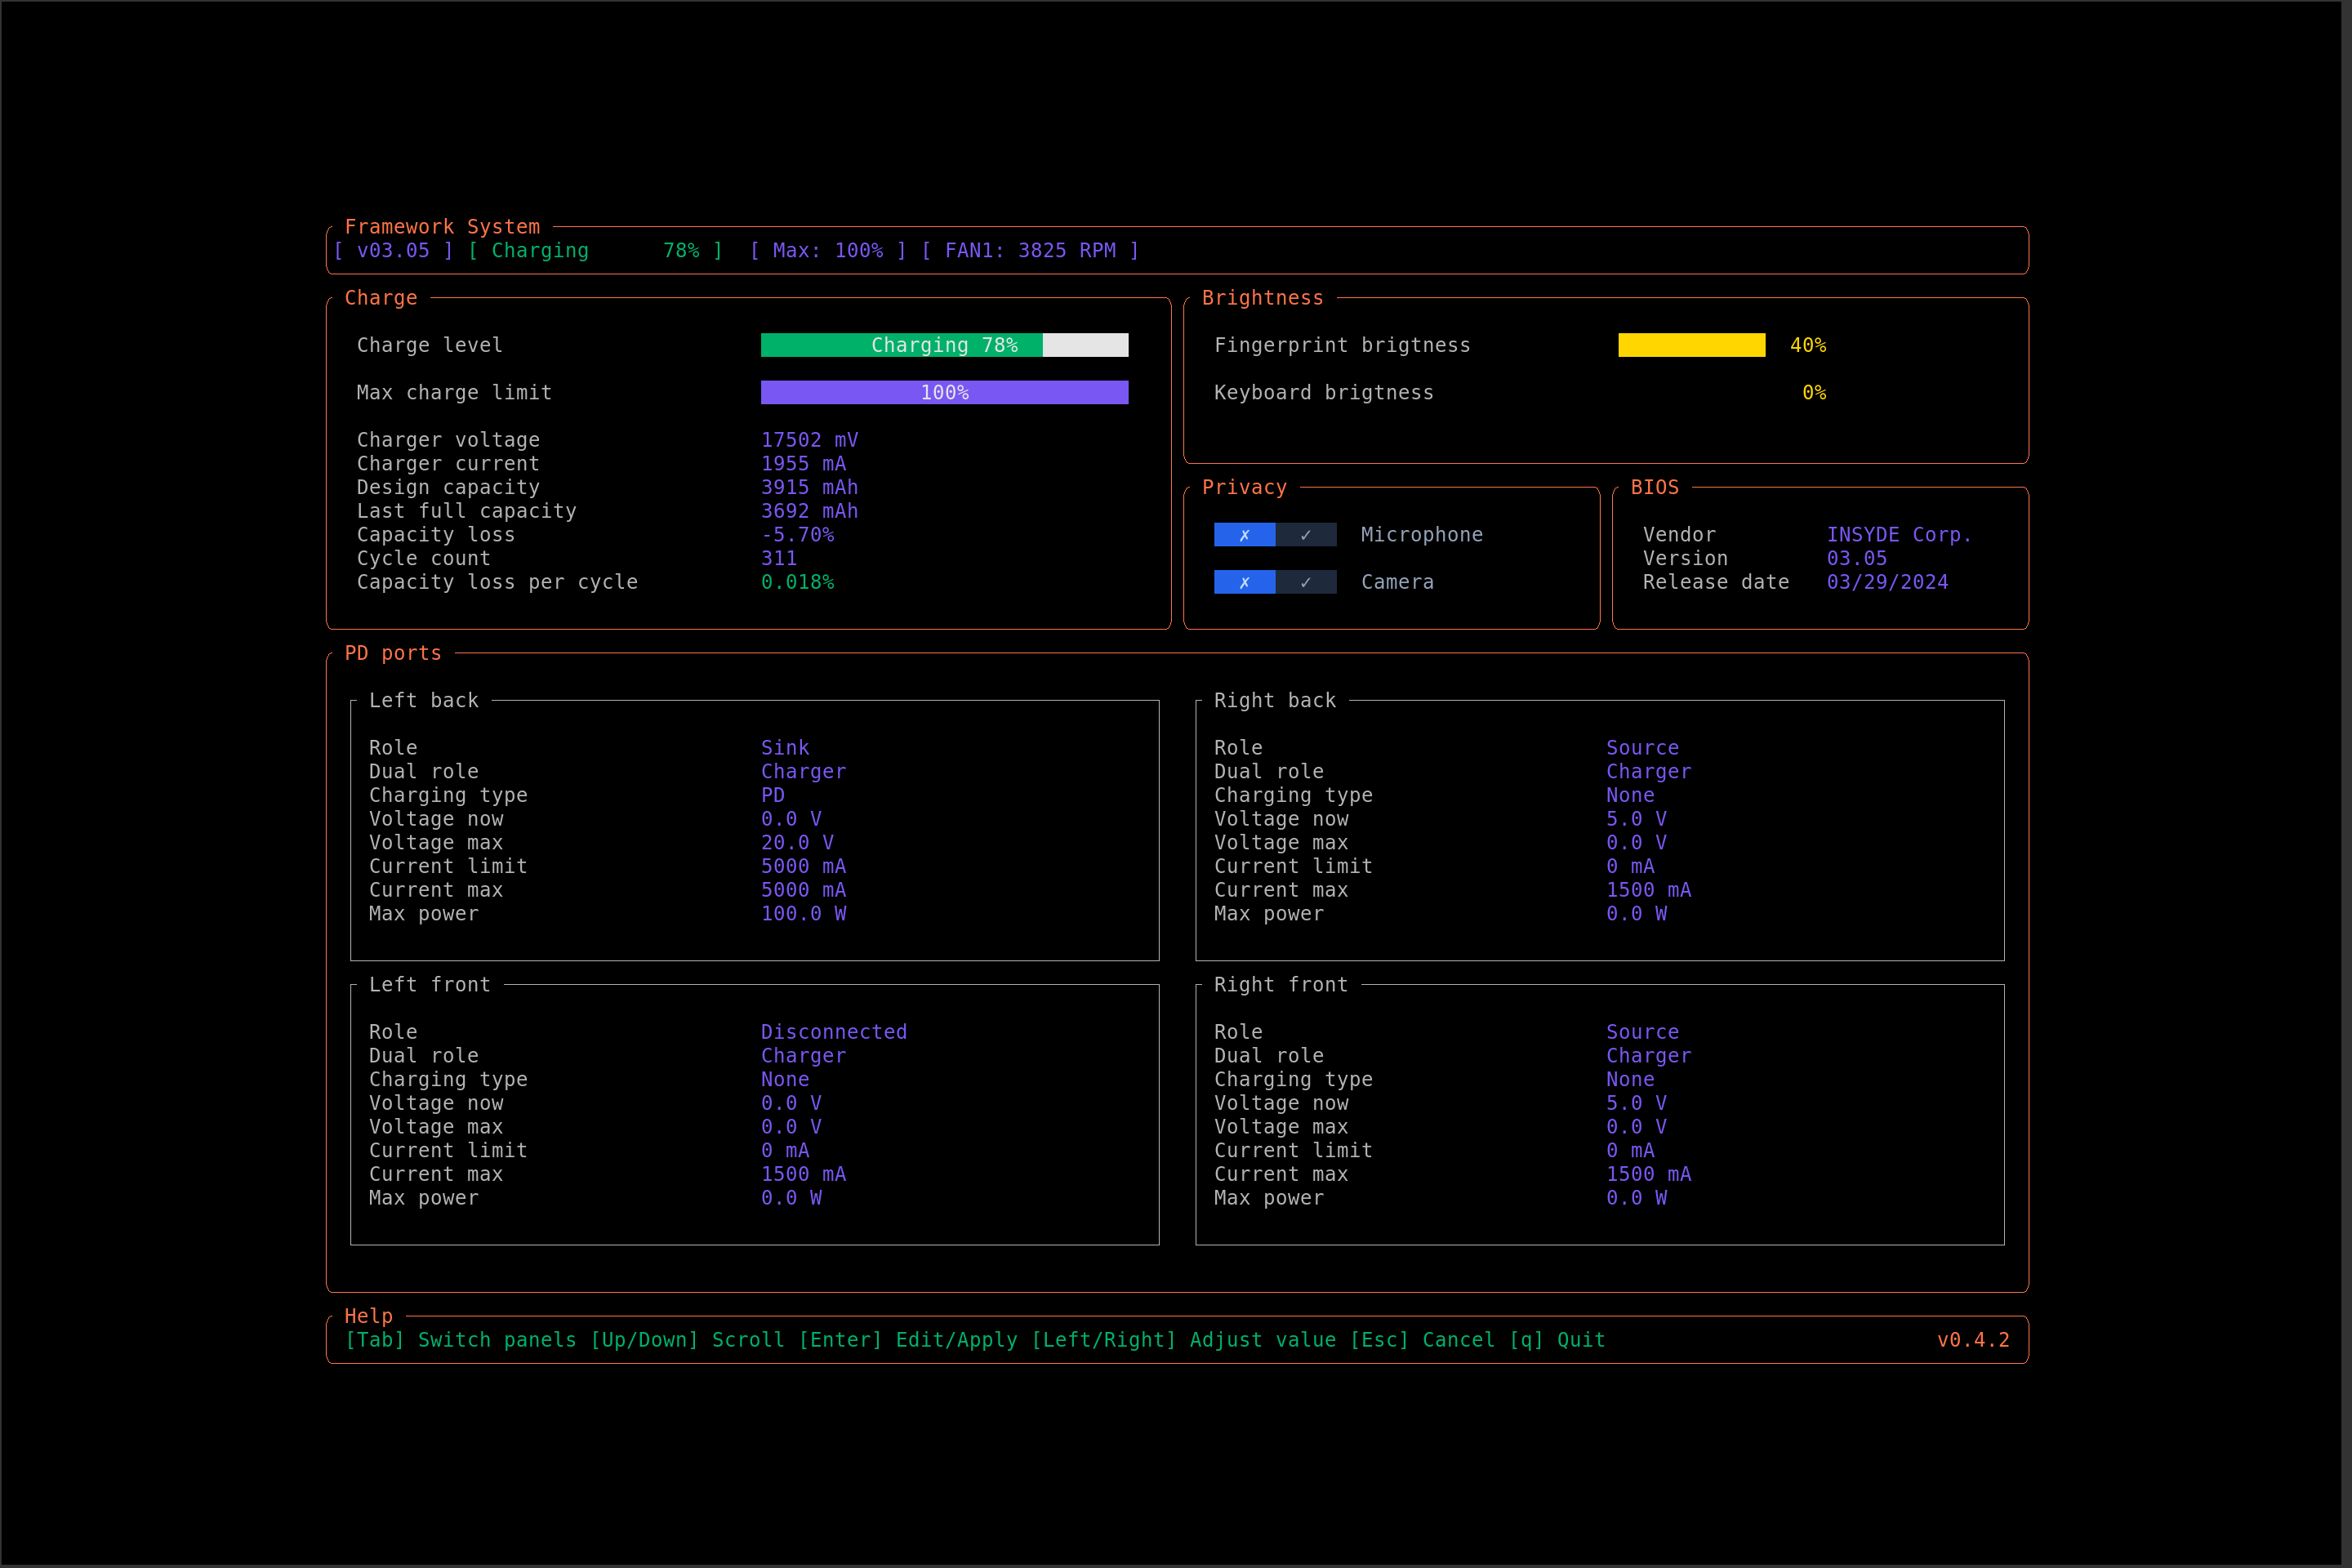 Framework System
[ v03.05 ] [ Charging 78% ] [ Max: 100% ] [ FAN1: 3825 RPM ]
Charge
Charge level Charging 78%
Max charge limit 100%
Charger voltage 17502 mV
Charger current 1955 mA
Design capacity 3915 mAh
Last full capacity 3692 mAh
Capacity loss -5.70%
Cycle count 311
Capacity loss per cycle 0.018%
Brightness
Fingerprint brigtness 40%
Keyboard brigtness 0%
Privacy
✗ ✓ Microphone
✗ ✓ Camera
BIOS
Vendor INSYDE Corp.
Version 03.05
Release date 03/29/2024
PD ports
Left back
Role Sink
Dual role Charger
Charging type PD
Voltage now 0.0 V
Voltage max 20.0 V
Current limit 5000 mA
Current max 5000 mA
Max power 100.0 W
Right back
Role Source
Dual role Charger
Charging type None
Voltage now 5.0 V
Voltage max 0.0 V
Current limit 0 mA
Current max 1500 mA
Max power 0.0 W
Left front
Role Disconnected
Dual role Charger
Charging type None
Voltage now 0.0 V
Voltage max 0.0 V
Current limit 0 mA
Current max 1500 mA
Max power 0.0 W
Right front
Role Source
Dual role Charger
Charging type None
Voltage now 5.0 V
Voltage max 0.0 V
Current limit 0 mA
Current max 1500 mA
Max power 0.0 W
Help
[Tab] Switch panels [Up/Down] Scroll [Enter] Edit/Apply [Left/Right] Adjust value [Esc] Cancel [q] Quit v0.4.2